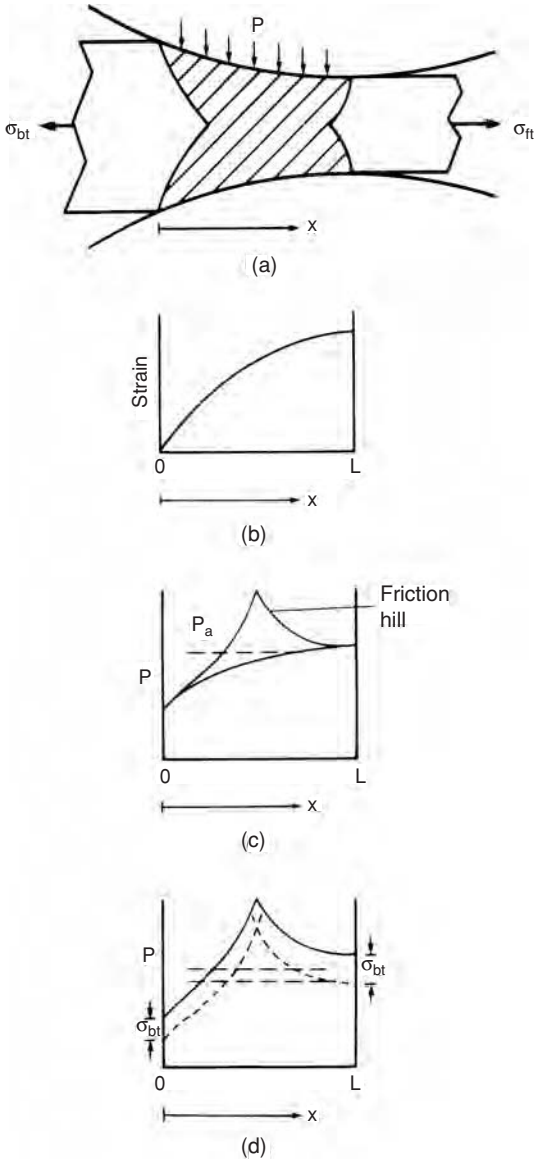 P
σbt
σft
x
(a)
Strain
0
L
x
(b)
Friction
hill
Pa
P
0
L
x
(c)
P
σbt
σbt
0
L
x
(d)